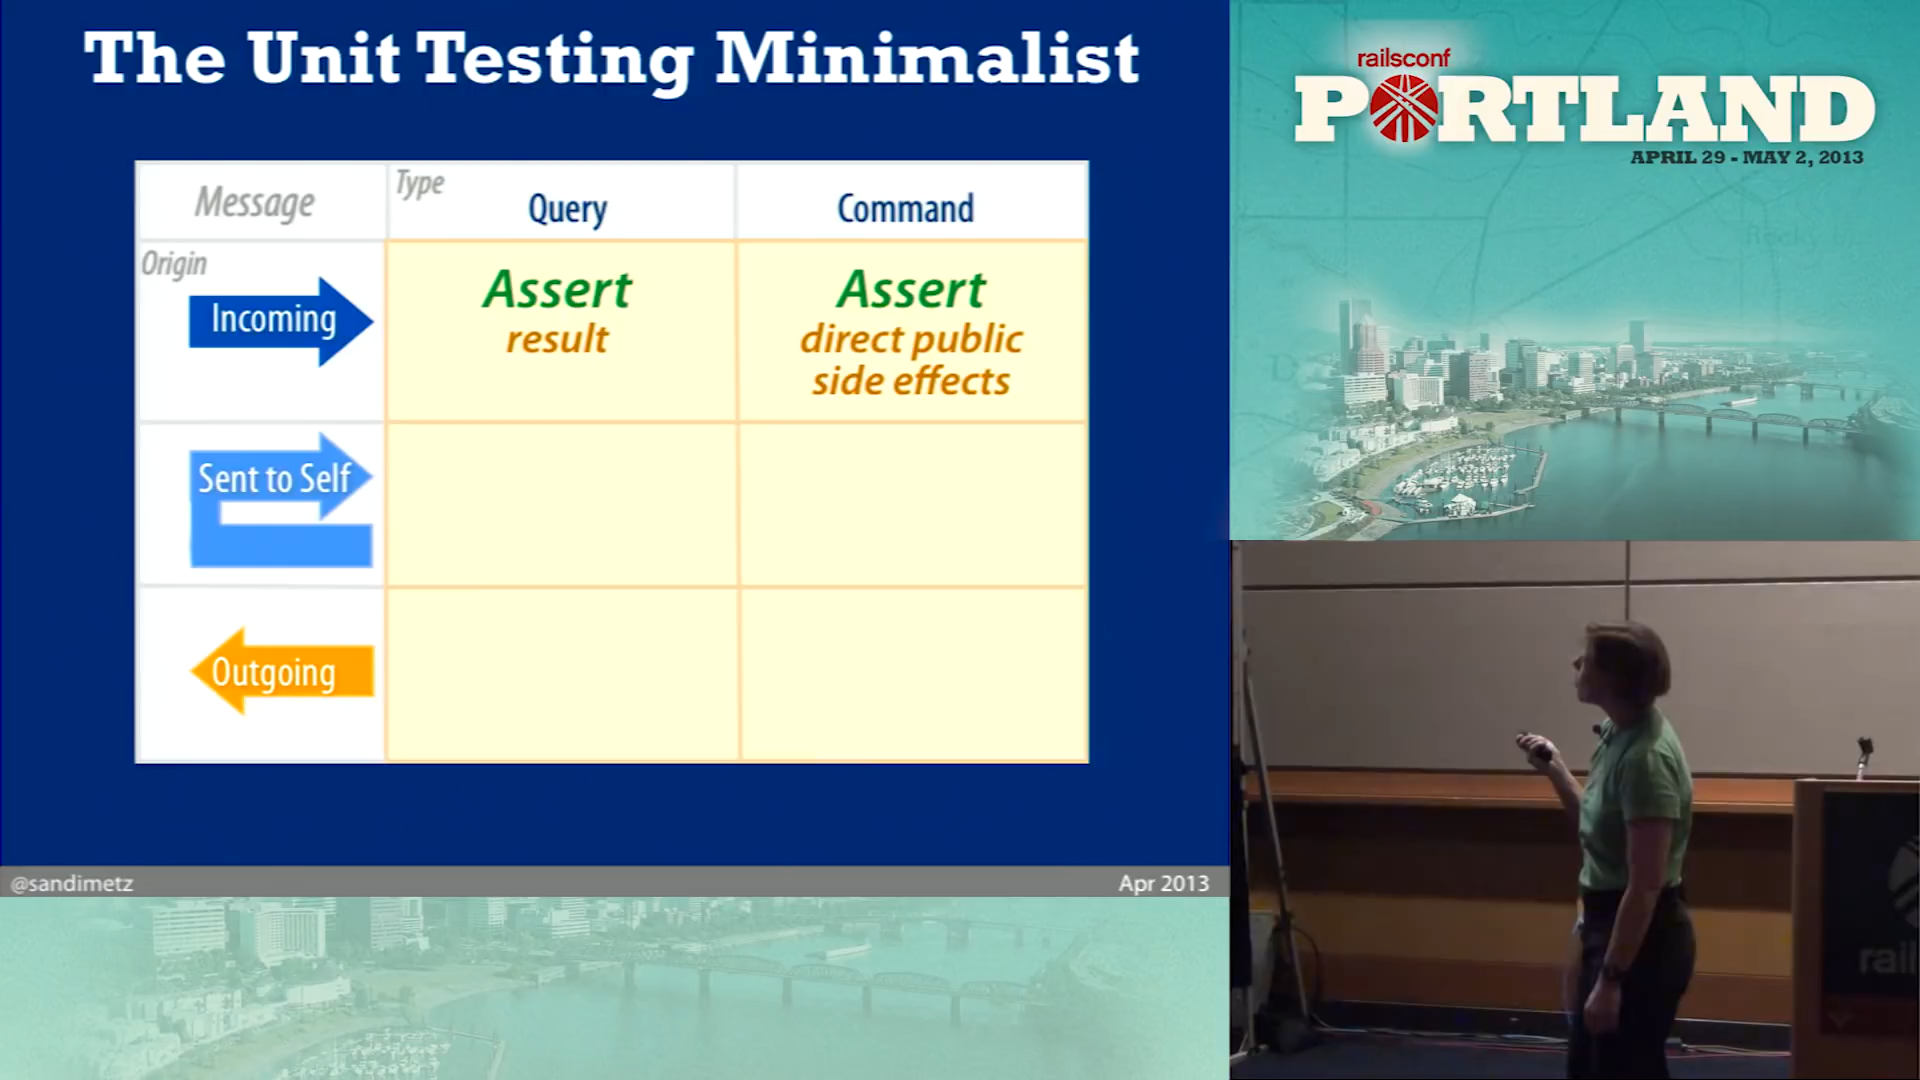 The Unit Testing Minimalist
Message
Type
Query
Command
Origin
Incoming
Assert
result
Assert
direct public
side effects
Sent to Self
Outgoing
@sandimetz
Apr 2013
railsconf
PORTLAND
APRIL 29 - MAY 2, 2013
rail